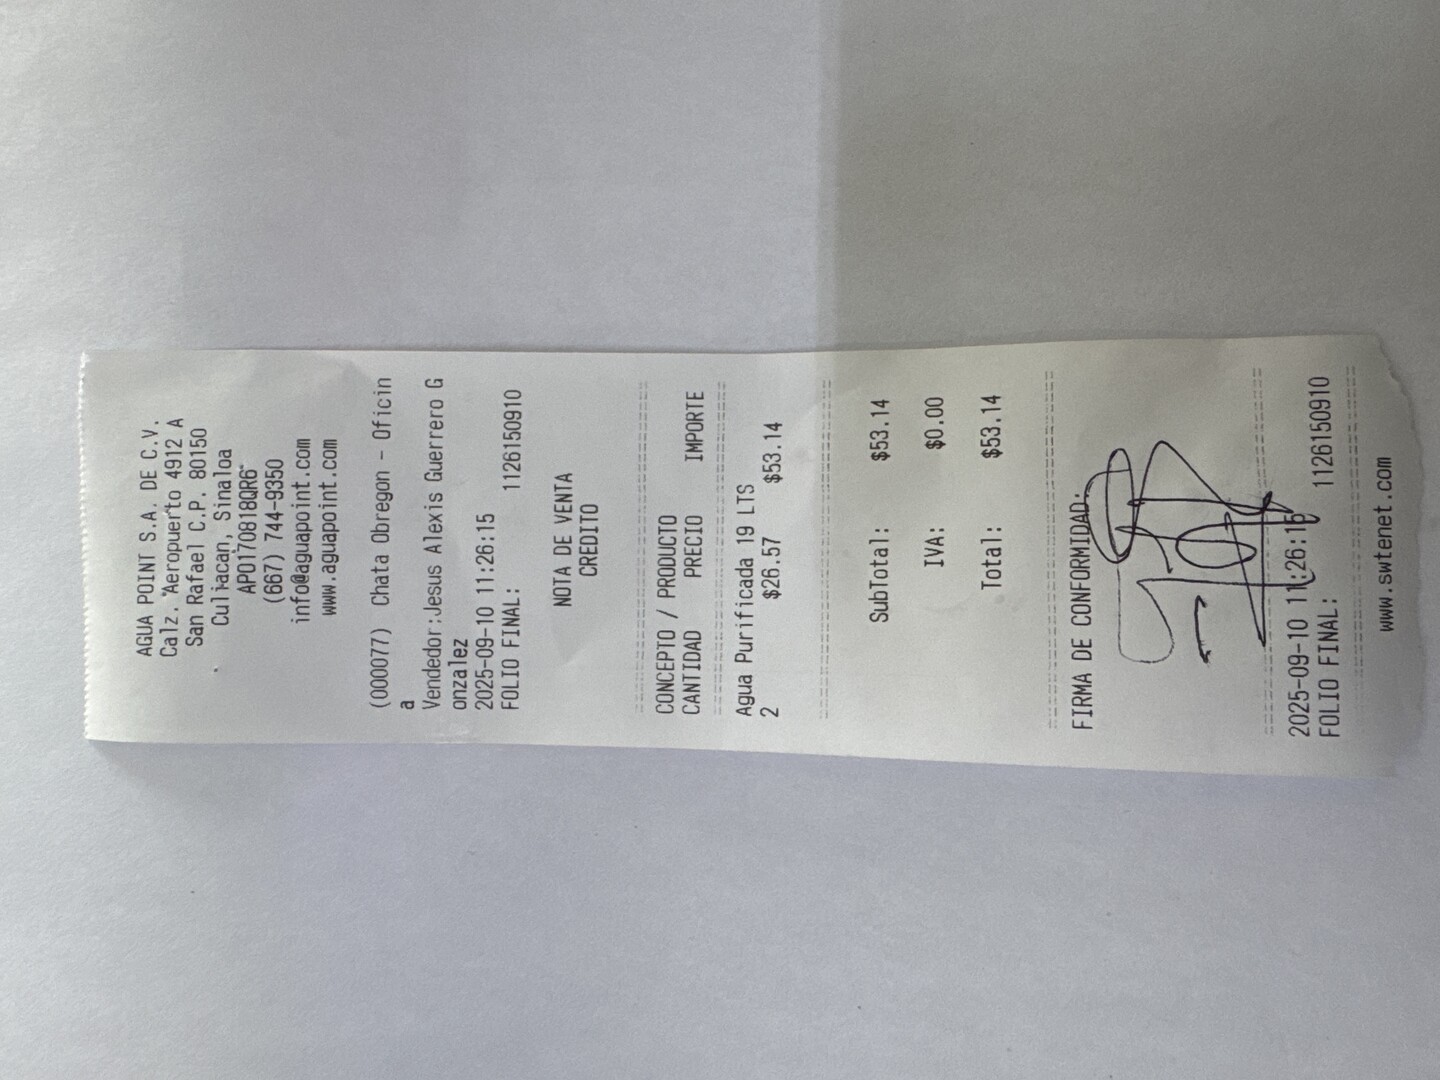 AGUA POINT S.A. DE C.V.
Calz. Aeropuerto 4912 A
San Rafael C.P. 80150
Culiacan, Sinaloa
APO170818QR6
(667) 744-9350
info@aguapoint.com
www.aguapoint.com
(000077) Chata Obregon - Oficin
a
Vendedor:Jesus Alexis Guerrero G
onzalez
2025-09-10 11:26:15
FOLIO FINAL: 1126150910
NOTA DE VENTA
CREDITO
CONCEPTO / PRODUCTO
CANTIDAD PRECIO IMPORTE
Agua Purificada 19 LTS
2 $26.57 $53.14
SubTotal: $53.14
IVA: $0.00
Total: $53.14
FIRMA DE CONFORMIDAD.
2025-09-10 11:26:15
FOLIO FINAL: 1126150910
www.swtenet.com